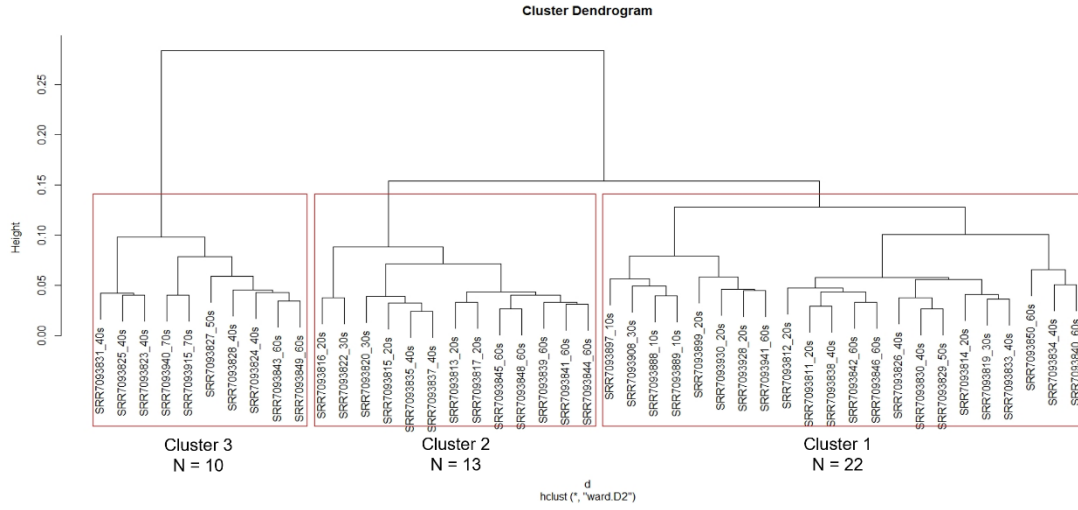 Cluster Dendrogram
Height
0.25
0.20
0.15
0.10
0.05
0.00
SRR7093831_40s
SRR7093825_40s
SRR7093823_40s
SRR7093940_70s
SRR7093915_70s
SRR7093827_50s
SRR7093828_40s
SRR7093824_40s
SRR7093843_60s
SRR7093849_60s
SRR7093816_20s
SRR7093822_30s
SRR7093820_30s
SRR7093815_20s
SRR7093835_40s
SRR7093837_40s
SRR7093813_20s
SRR7093817_20s
SRR7093845_60s
SRR7093848_60s
SRR7093839_60s
SRR7093841_60s
SRR7093844_60s
SRR7093897_10s
SRR7093908_30s
SRR7093888_10s
SRR7093889_10s
SRR7093899_20s
SRR7093930_20s
SRR7093928_20s
SRR7093941_60s
SRR7093812_20s
SRR7093811_20s
SRR7093838_40s
SRR7093842_60s
SRR7093846_60s
SRR7093826_40s
SRR7093830_40s
SRR7093829_50s
SRR7093814_20s
SRR7093819_30s
SRR7093833_40s
SRR7093850_60s
SRR7093834_40s
SRR7093840_60s
Cluster 3
N = 10
Cluster 2
N = 13
Cluster 1
N = 22
d
hclust (*, "ward.D2")